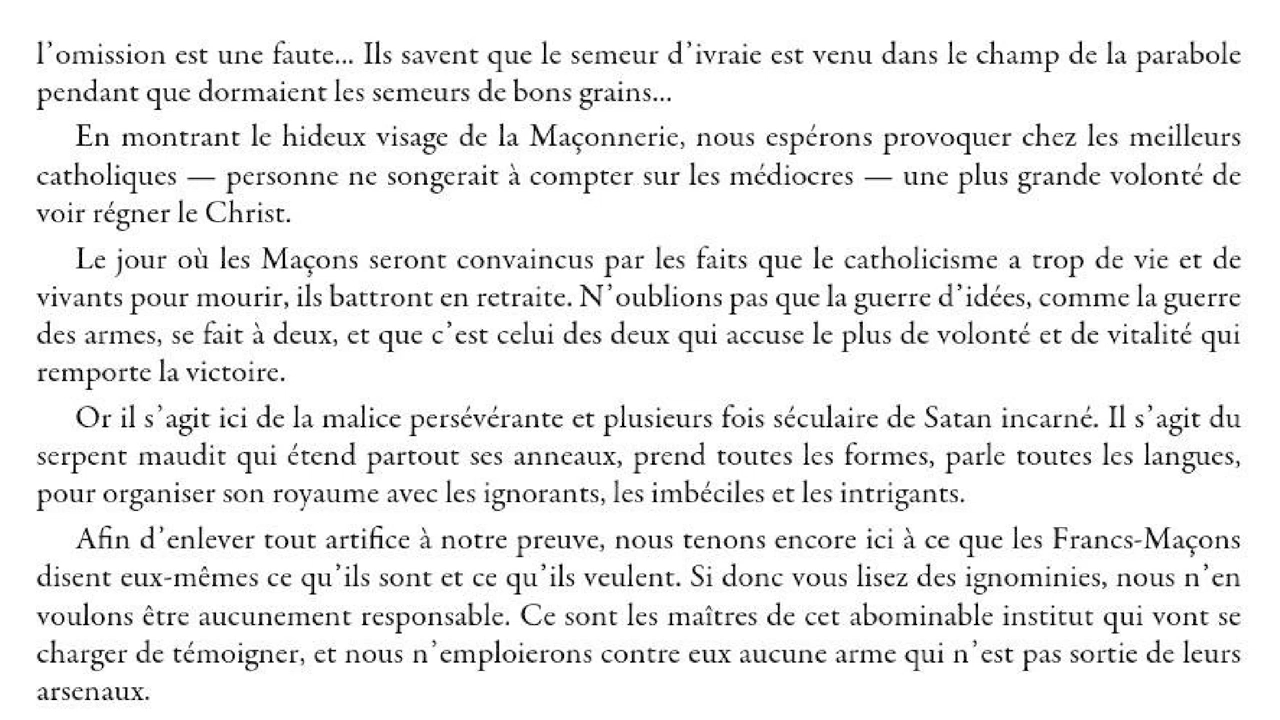 l’omission est une faute... Ils savent que le semeur d’ivraie est venu dans le champ de la parabole
pendant que dormaient les semeurs de bons grains...
En montrant le hideux visage de la Maçonnerie, nous espérons provoquer chez les meilleurs
catholiques — personne ne songerait à compter sur les médiocres — une plus grande volonté de
voir régner le Christ.
Le jour où les Maçons seront convaincus par les faits que le catholicisme a trop de vie et de
vivants pour mourir, ils battront en retraite. N’oublions pas que la guerre d’idées, comme la guerre
des armes, se fait à deux, et que c’est celui des deux qui accuse le plus de volonté et de vitalité qui
remporte la victoire.
Or il s’agit ici de la malice persévérante et plusieurs fois séculaire de Satan incarné. Il s’agit du
serpent maudit qui étend partout ses anneaux, prend toutes les formes, parle toutes les langues,
pour organiser son royaume avec les ignorants, les imbéciles et les intrigants.
Afin d’enlever tout artifice à notre preuve, nous tenons encore ici à ce que les Francs-Maçons
disent eux-mêmes ce qu’ils sont et ce qu’ils veulent. Si donc vous lisez des ignominies, nous n’en
voulons être aucunement responsable. Ce sont les maîtres de cet abominable institut qui vont se
charger de témoigner, et nous n’emploierons contre eux aucune arme qui n’est pas sortie de leurs
arsenaux.